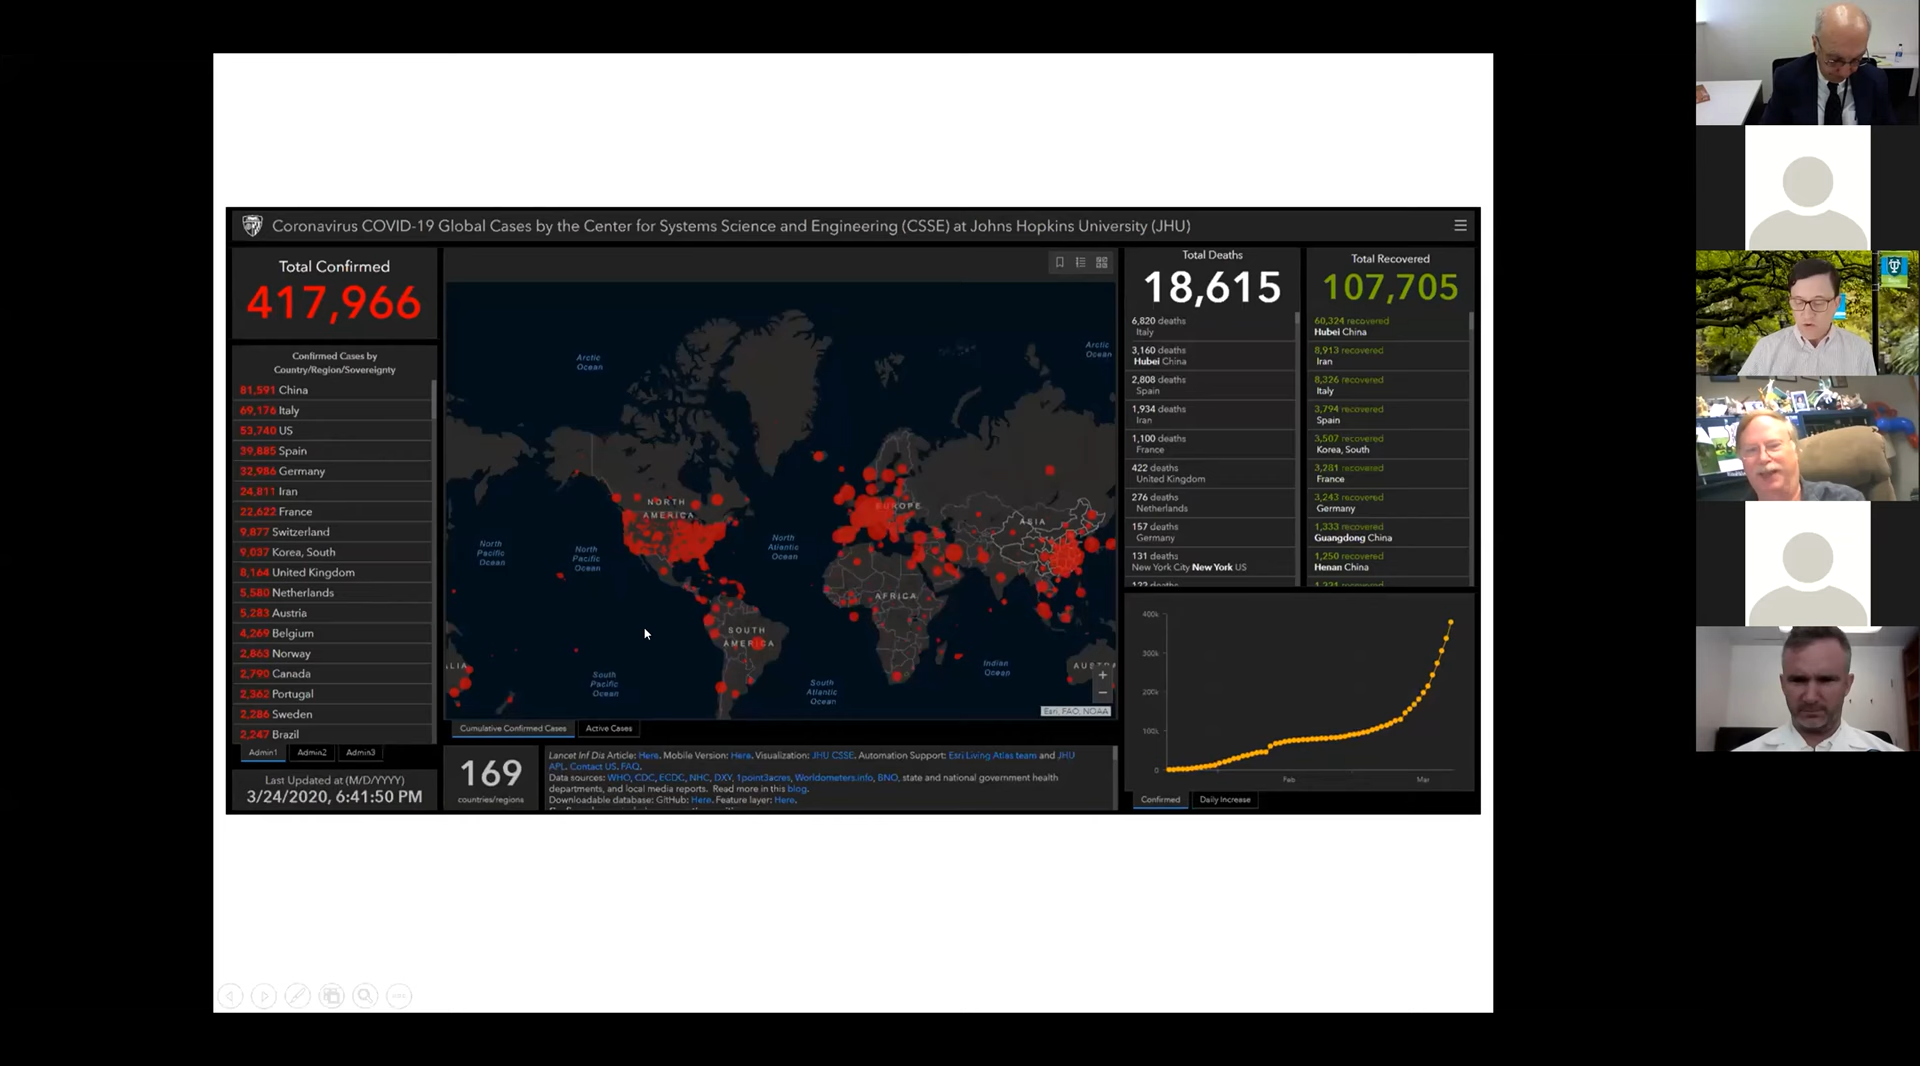 Coronavirus COVID-19 Global Cases by the Center for Systems Science and Engineering (CSSE) at Johns Hopkins University (JHU)
Total Confirmed
417,966
Confirmed Cases by
Country/Region/Sovereignty
81,591 China
69,176 Italy
53,740 US
39,885 Spain
32,986 Germany
24,811 Iran
22,622 France
9,877 Switzerland
9,037 Korea, South
8,164 United Kingdom
5,580 Netherlands
5,283 Austria
4,269 Belgium
2,863 Norway
2,790 Canada
2,362 Portugal
2,286 Sweden
2,247 Brazil
Admin1 Admin2 Admin3
Last Updated at (M/D/YYYY)
3/24/2020, 6:41:50 PM
Arctic
Ocean
Arctic
Ocean
NORTH
AMERICA
EUROPE
ASIA
North
Pacific
Ocean
North
Pacific
Ocean
North
Atlantic
Ocean
AFRICA
SOUTH
AMERICA
LIA
South
Pacific
Ocean
South
Atlantic
Ocean
Indian
Ocean
AUSTRA
+
−
Esri, FAO, NOAA
Cumulative Confirmed Cases Active Cases
169
countries/regions
Lancet Inf Dis Article: Here. Mobile Version: Here. Visualization: JHU CSSE. Automation Support: Esri Living Atlas team and JHU
APL. Contact US. FAQ.
Data sources: WHO, CDC, ECDC, NHC, DXY, 1point3acres, Worldometers.info, BNO, state and national government health
departments, and local media reports. Read more in this blog.
Downloadable database: GitHub: Here. Feature layer: Here.
Total Deaths
18,615
6,820 deaths
Italy
3,160 deaths
Hubei China
2,808 deaths
Spain
1,934 deaths
Iran
1,100 deaths
France
422 deaths
United Kingdom
276 deaths
Netherlands
157 deaths
Germany
131 deaths
New York City New York US
Total Recovered
107,705
60,324 recovered
Hubei China
8,913 recovered
Iran
8,326 recovered
Italy
3,794 recovered
Spain
3,507 recovered
Korea, South
3,281 recovered
France
3,243 recovered
Germany
1,333 recovered
Guangdong China
1,250 recovered
Henan China
400k
300k
200k
100k
0
Feb Mar
Confirmed Daily Increase